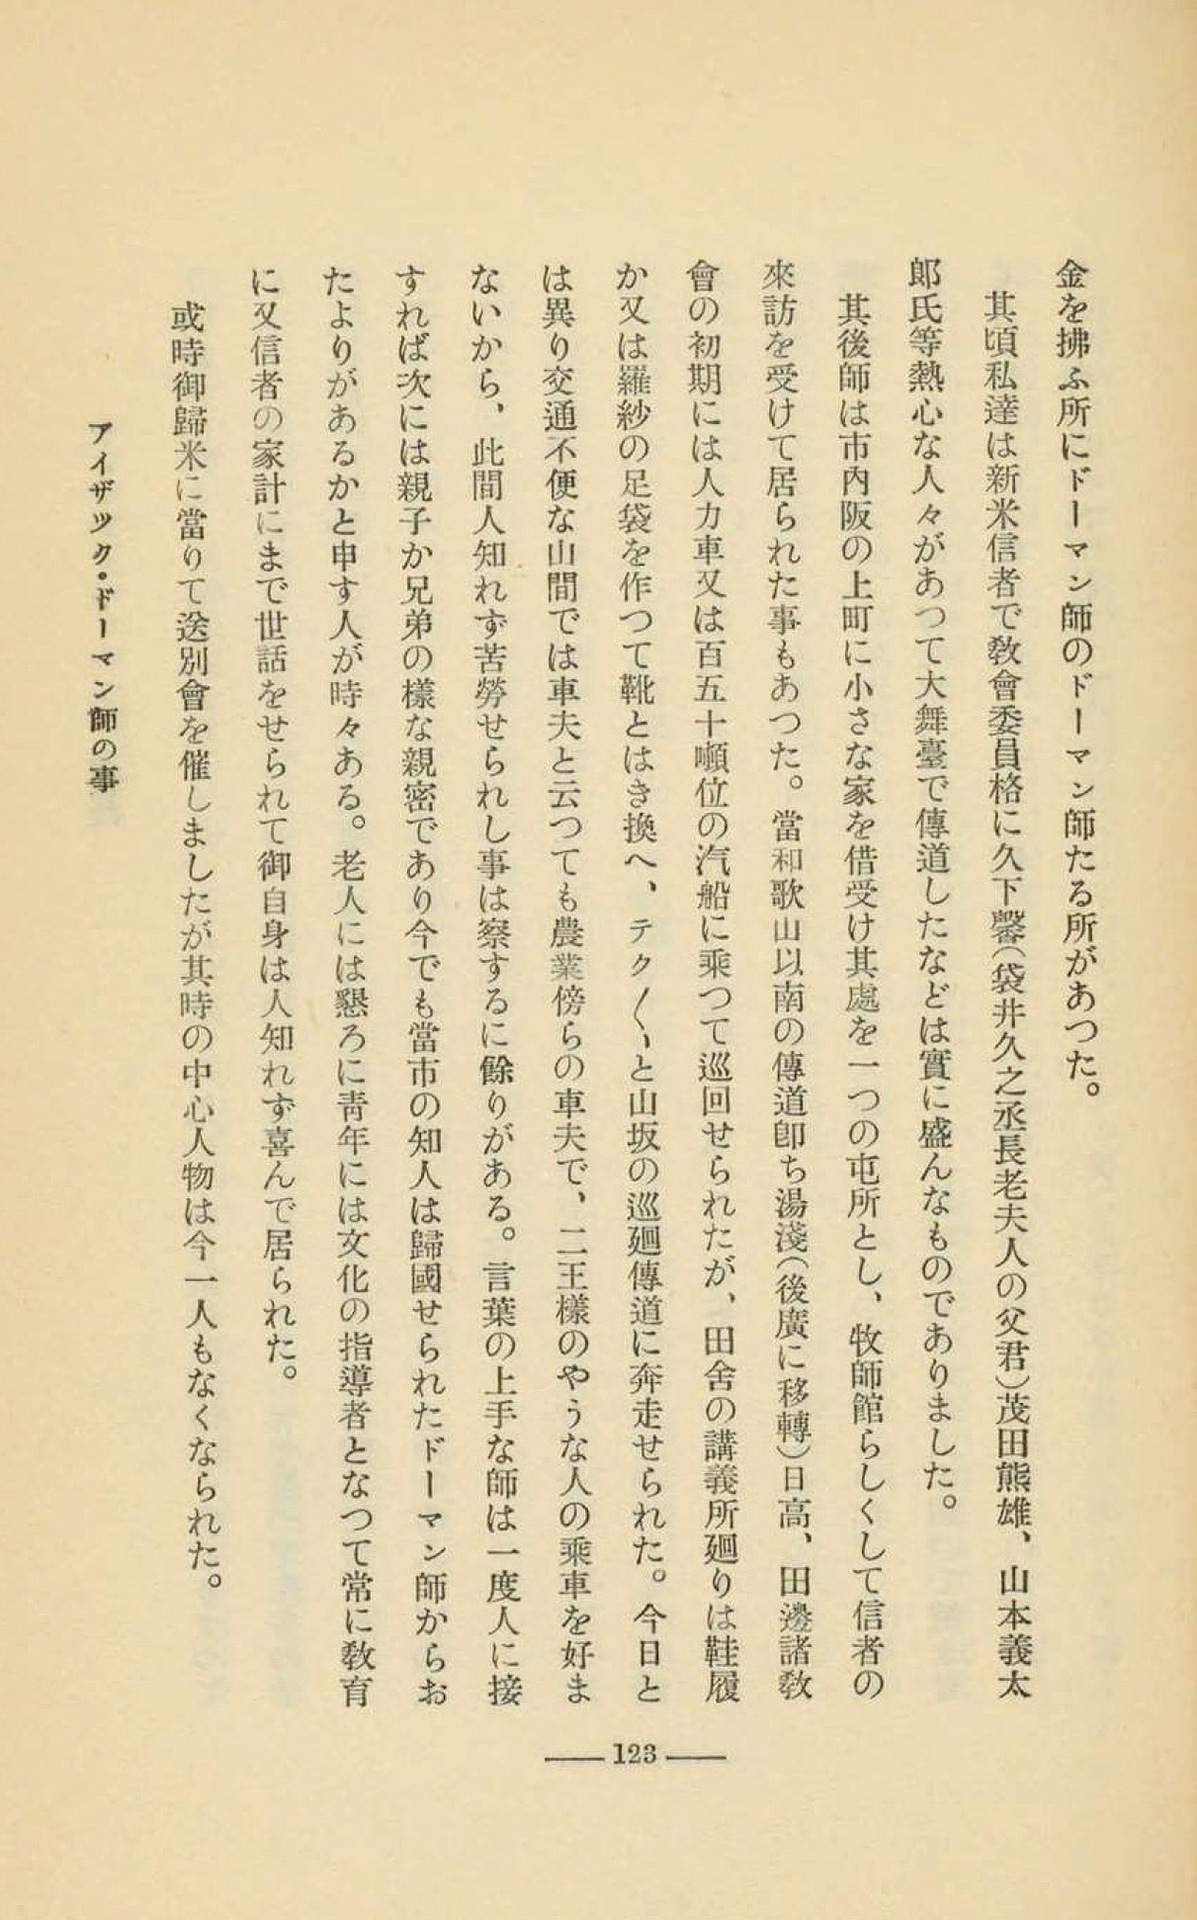 金を拂ふ所にドーマン師のドーマン師たる所があつた。
其頃私達は新米信者で敎會委員格に久下馨（袋井久之丞長老夫人の父君）茂田熊雄、山本義太
郎氏等熱心な人々があつて大舞臺で傳道したなどは實に盛んなものでありました。
其後師は市內阪の上町に小さな家を借受け其處を一つの屯所とし、牧師館らしくして信者の
來訪を受けて居られた事もあつた。當和歌山以南の傳道卽ち湯淺（後廣に移轉）日高、田邊諸敎
會の初期には人力車又は百五十噸位の汽船に乘つて巡回せられたが、田舍の講義所廻りは鞋履
か又は羅紗の足袋を作つて靴とはき換へ、テク〱と山坂の巡廻傳道に奔走せられた。今日と
は異り交通不便な山間では車夫と云つても農業傍らの車夫で、二王樣のやうな人の乘車を好ま
ないから、此間人知れず苦勞せられし事は察するに餘りがある。言葉の上手な師は一度人に接
すれば次には親子か兄弟の樣な親密であり今でも當市の知人は歸國せられたドーマン師からお
たよりがあるかと申す人が時々ある。老人には懇ろに靑年には文化の指導者となつて常に敎育
に又信者の家計にまで世話をせられて御自身は人知れず喜んで居られた。
或時御歸米に當りて送別會を催しましたが其時の中心人物は今一人もなくなられた。
アイザック・ドーマン師の事
123